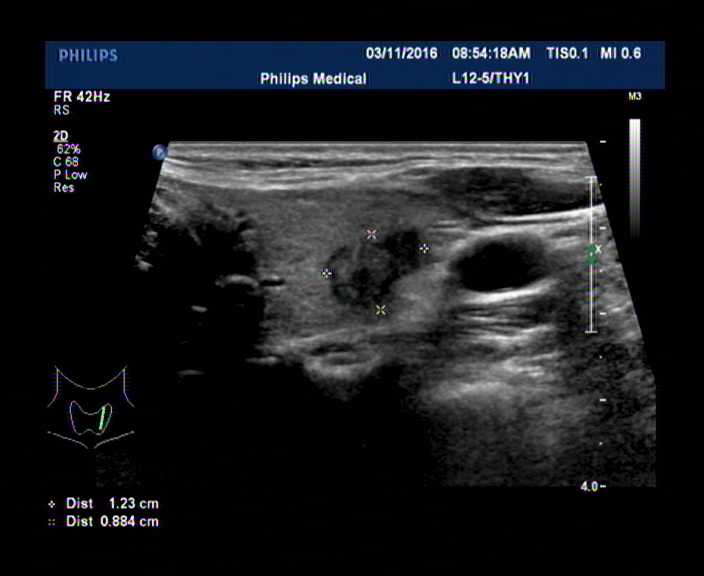 PHILIPS 03/11/2016 08:54:18AM TIS0.1 MI 0.6
Philips Medical L12-5/THY1
FR 42Hz
RS
M3
2D
62%
C 68
P Low
Res
P
X
4.0
Dist 1.23 cm
Dist 0.884 cm